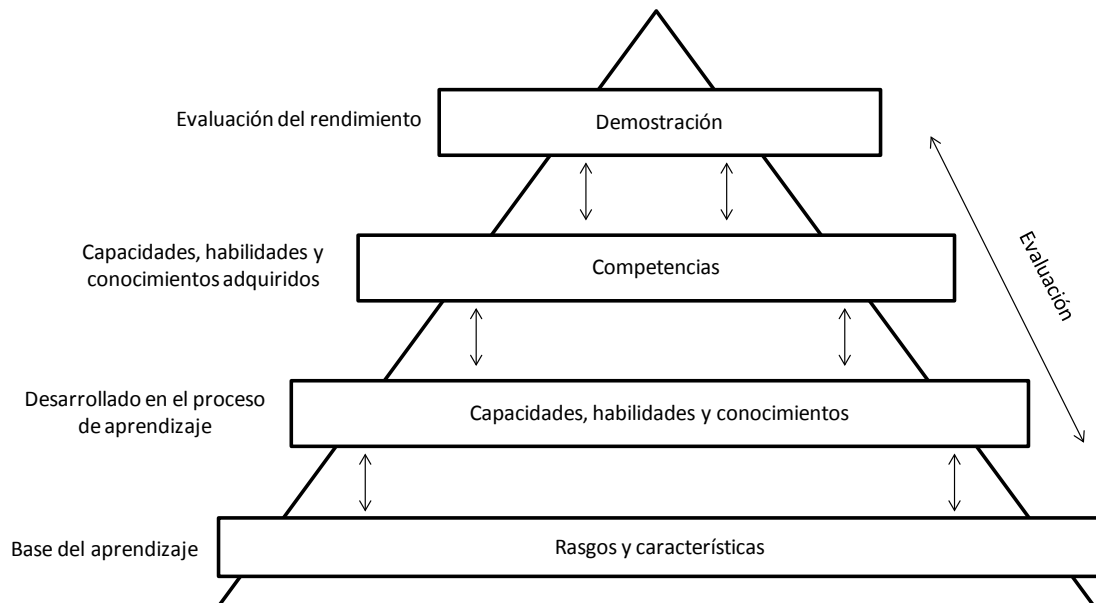 Evaluación del rendimiento
Demostración
Capacidades, habilidades y
conocimientos adquiridos
Competencias
Evaluación
Desarrollado en el proceso
de aprendizaje
Capacidades, habilidades y conocimientos
Base del aprendizaje
Rasgos y características